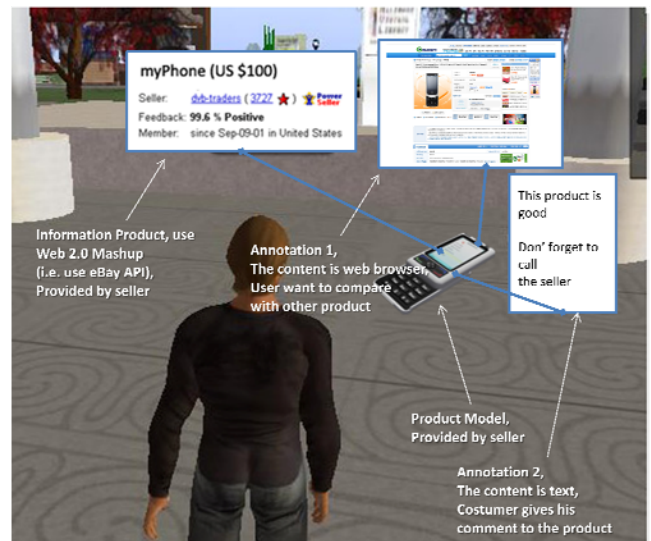 myPhone (US $100)
Seller: dvb-traders ( 3727 ) Power Seller
Feedback: 99.6 % Positive
Member: since Sep-09-01 in United States
This product is
good
Don' forget to
call
the seller
Information Product, use
Web 2.0 Mashup
(i.e. use eBay API),
Provided by seller
Annotation 1,
The content is web browser,
User want to compare
with other product
Product Model,
Provided by seller
Annotation 2,
The content is text,
Costumer gives his
comment to the product